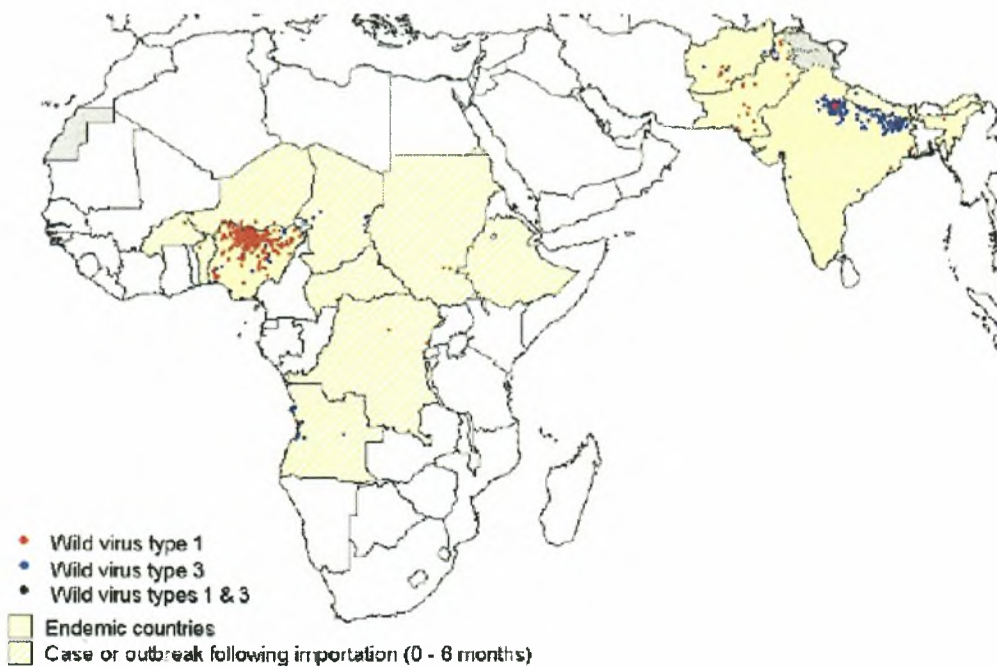 Wild virus type 1
Wild virus type 3
Wild virus types 1 & 3
Endemic countries
Case or outbreak following importation (0 - 6 months)